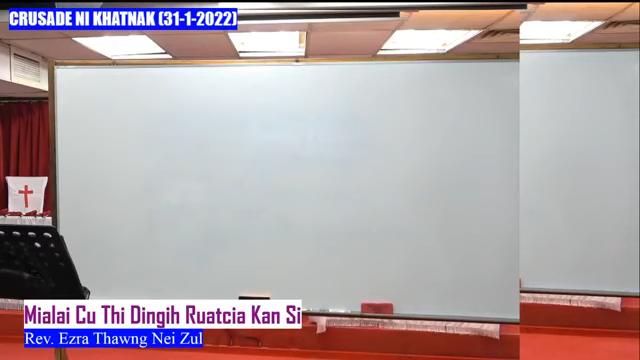 CRUSADE NI KHATNAK (31-1-2022)
Mialai Cu Thi Dingih Ruatcia Kan Si
Rev. Ezra Thawng Nei Zul